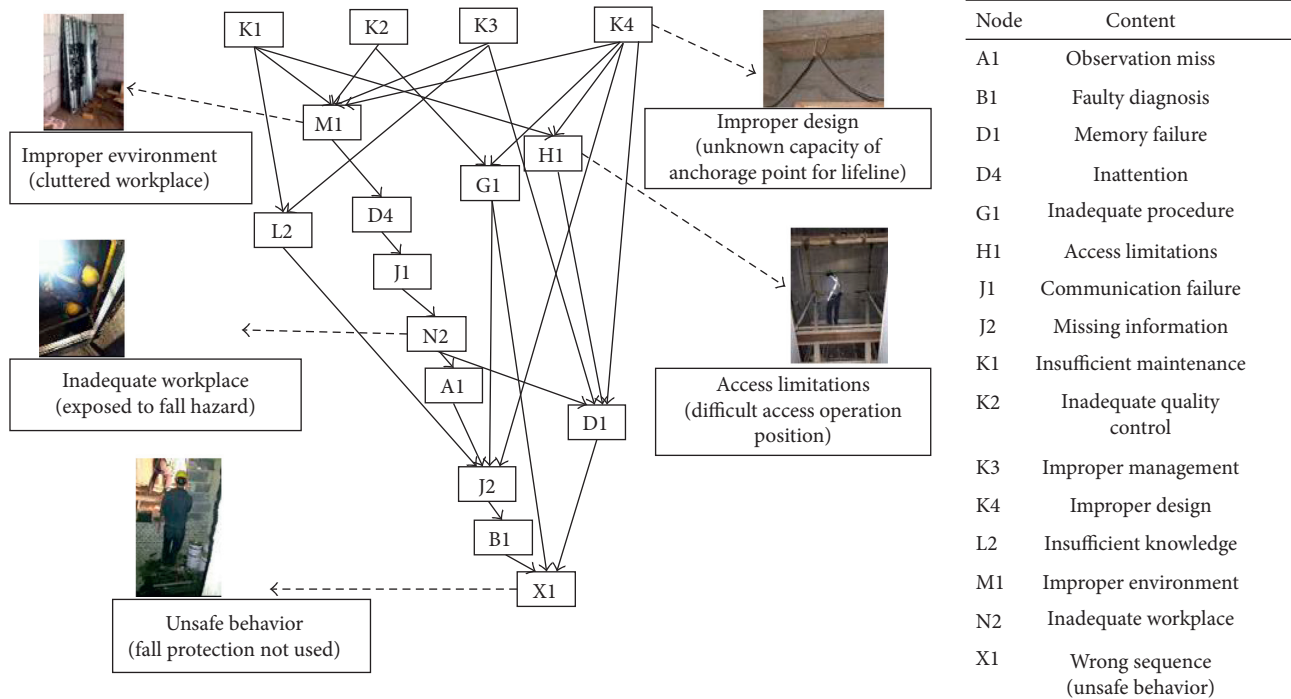 K1
K2
K3
K4
M1
H1
G1
D4
L2
J1
N2
A1
D1
J2
B1
X1
Improper evvironment
(cluttered workplace)
Inadequate workplace
(exposed to fall hazard)
Unsafe behavior
(fall protection not used)
Improper design
(unknown capacity of
anchorage point for lifeline)
Access limitations
(difficult access operation
position)
Node Content
A1 Observation miss
B1 Faulty diagnosis
D1 Memory failure
D4 Inattention
G1 Inadequate procedure
H1 Access limitations
J1 Communication failure
J2 Missing information
K1 Insufficient maintenance
K2 Inadequate quality
control
K3 Improper management
K4 Improper design
L2 Insufficient knowledge
M1 Improper environment
N2 Inadequate workplace
X1 Wrong sequence
(unsafe behavior)